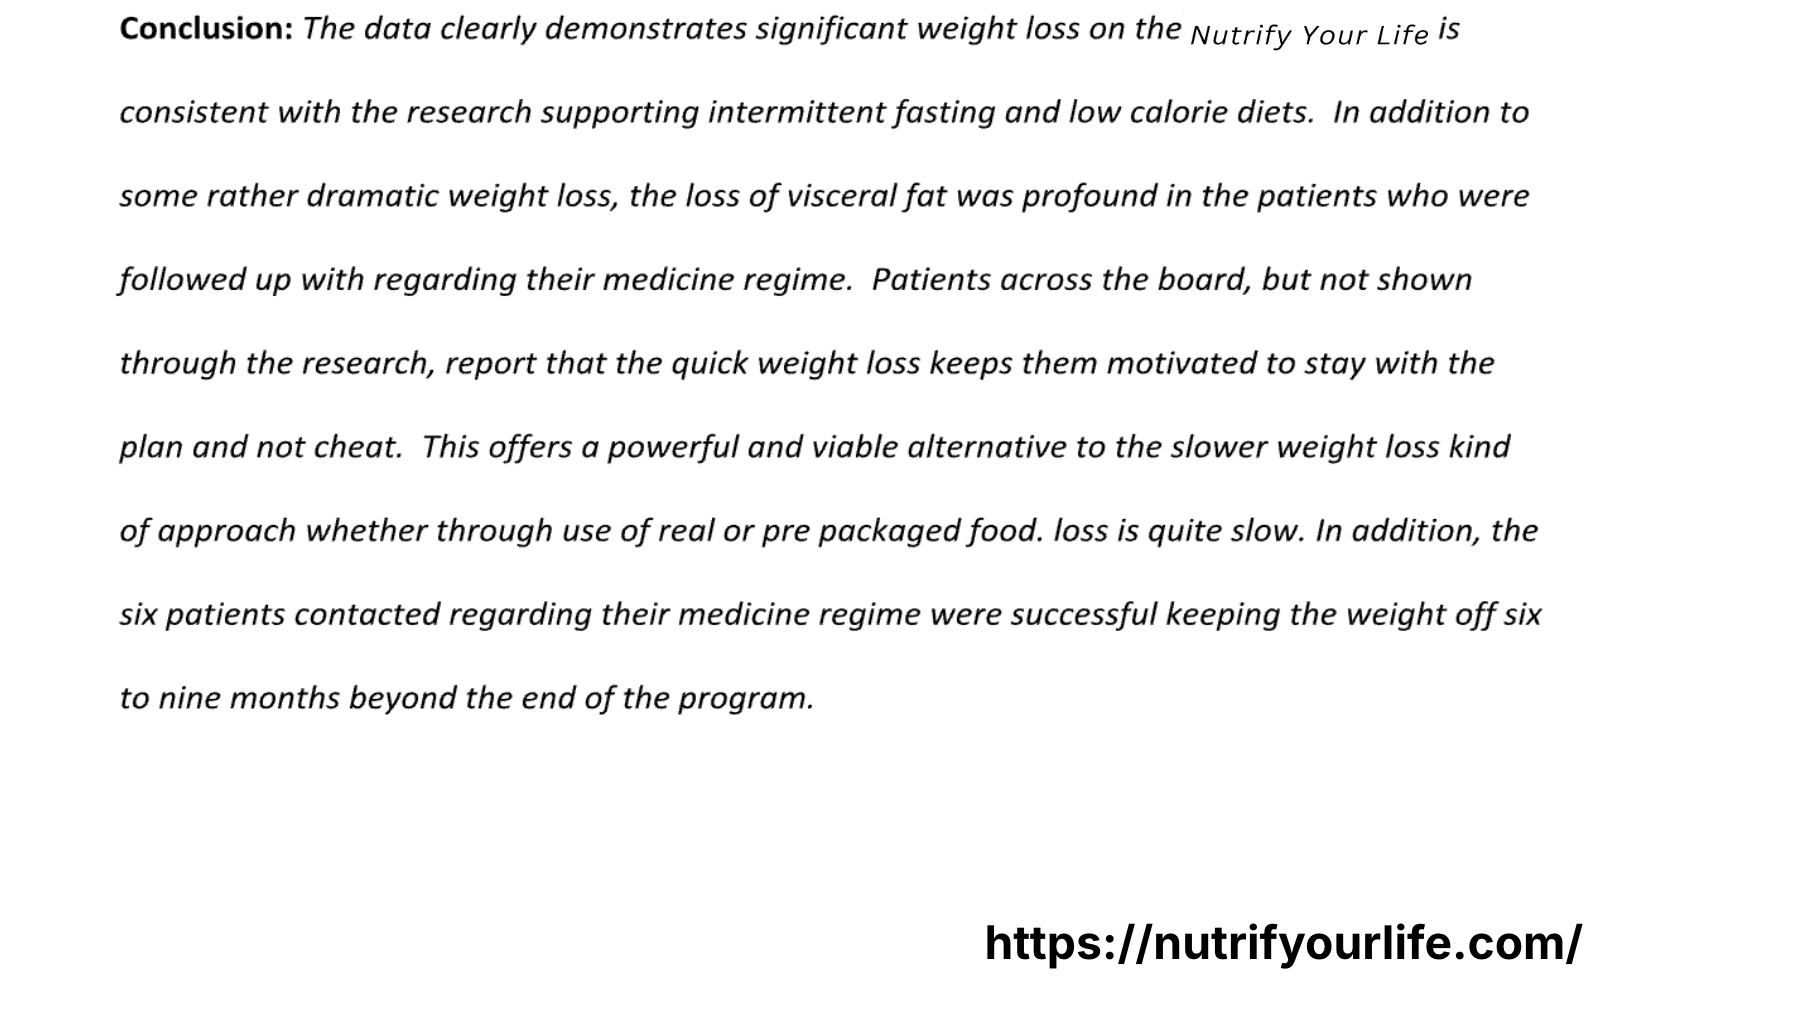 Conclusion: The data clearly demonstrates significant weight loss on the Nutrify Your Life is
consistent with the research supporting intermittent fasting and low calorie diets.  In addition to
some rather dramatic weight loss, the loss of visceral fat was profound in the patients who were
followed up with regarding their medicine regime.  Patients across the board, but not shown
through the research, report that the quick weight loss keeps them motivated to stay with the
plan and not cheat.  This offers a powerful and viable alternative to the slower weight loss kind
of approach whether through use of real or pre packaged food. loss is quite slow. In addition, the
six patients contacted regarding their medicine regime were successful keeping the weight off six
to nine months beyond the end of the program.
https://nutrifyourlife.com/